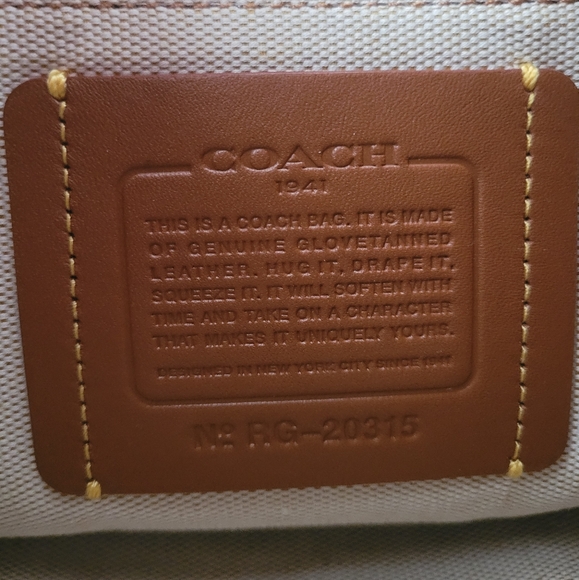 COACH
1941
THIS IS A COACH BAG. IT IS MADE
OF GENUINE GLOVETANNED
LEATHER. HUG IT, DRAPE IT,
SQUEEZE IT. IT WILL SOFTEN WITH
TIME AND TAKE ON A CHARACTER
THAT MAKES IT UNIQUELY YOURS.
DESIGNED IN NEW YORK CITY SINCE 1941
Nº RG-20315